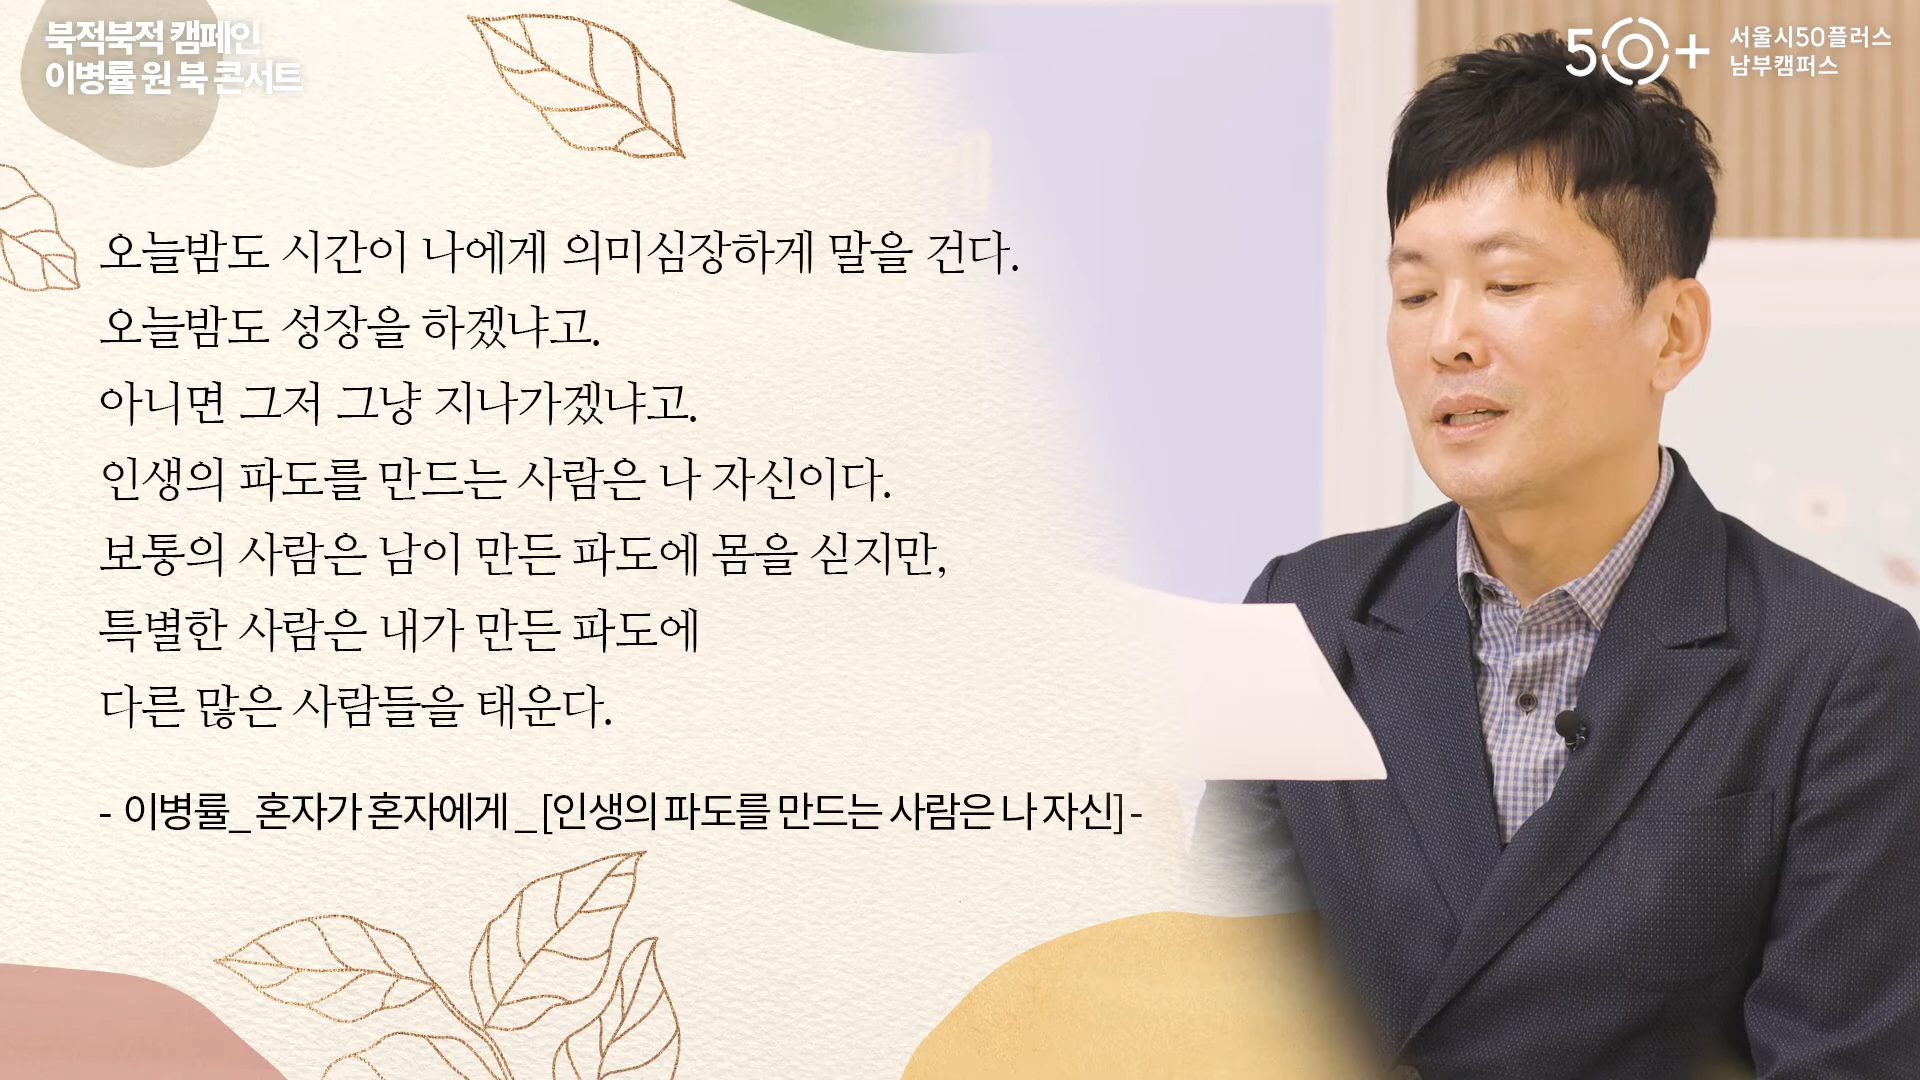 북적북적 캠페인
이병률 원 북 콘서트
50+ 서울시50플러스
남부캠퍼스
오늘밤도 시간이 나에게 의미심장하게 말을 건다.
오늘밤도 성장을 하겠냐고.
아니면 그저 그냥 지나가겠냐고.
인생의 파도를 만드는 사람은 나 자신이다.
보통의 사람은 남이 만든 파도에 몸을 싣지만,
특별한 사람은 내가 만든 파도에
다른 많은 사람들을 태운다.
- 이병률_ 혼자가 혼자에게 _ [인생의 파도를 만드는 사람은 나 자신] -